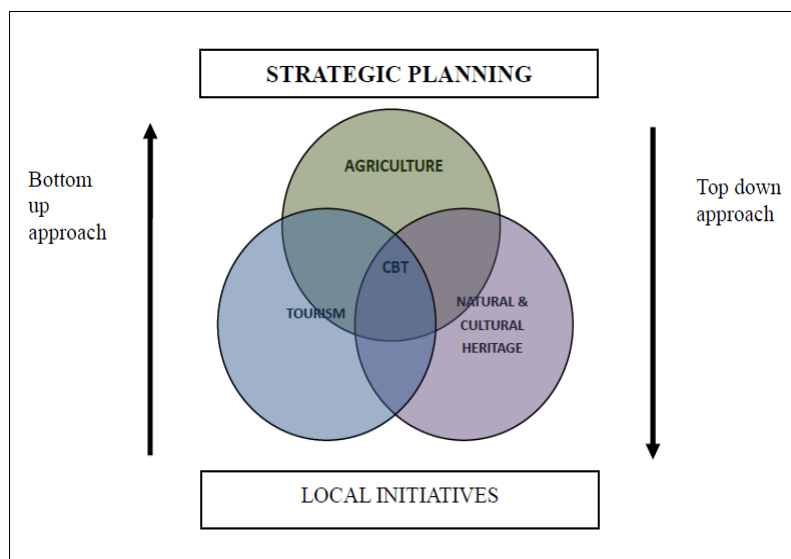 STRATEGIC PLANNING
Bottom
up
approach
AGRICULTURE
Top down
approach
CBT
TOURISM
NATURAL &
CULTURAL
HERITAGE
LOCAL INITIATIVES